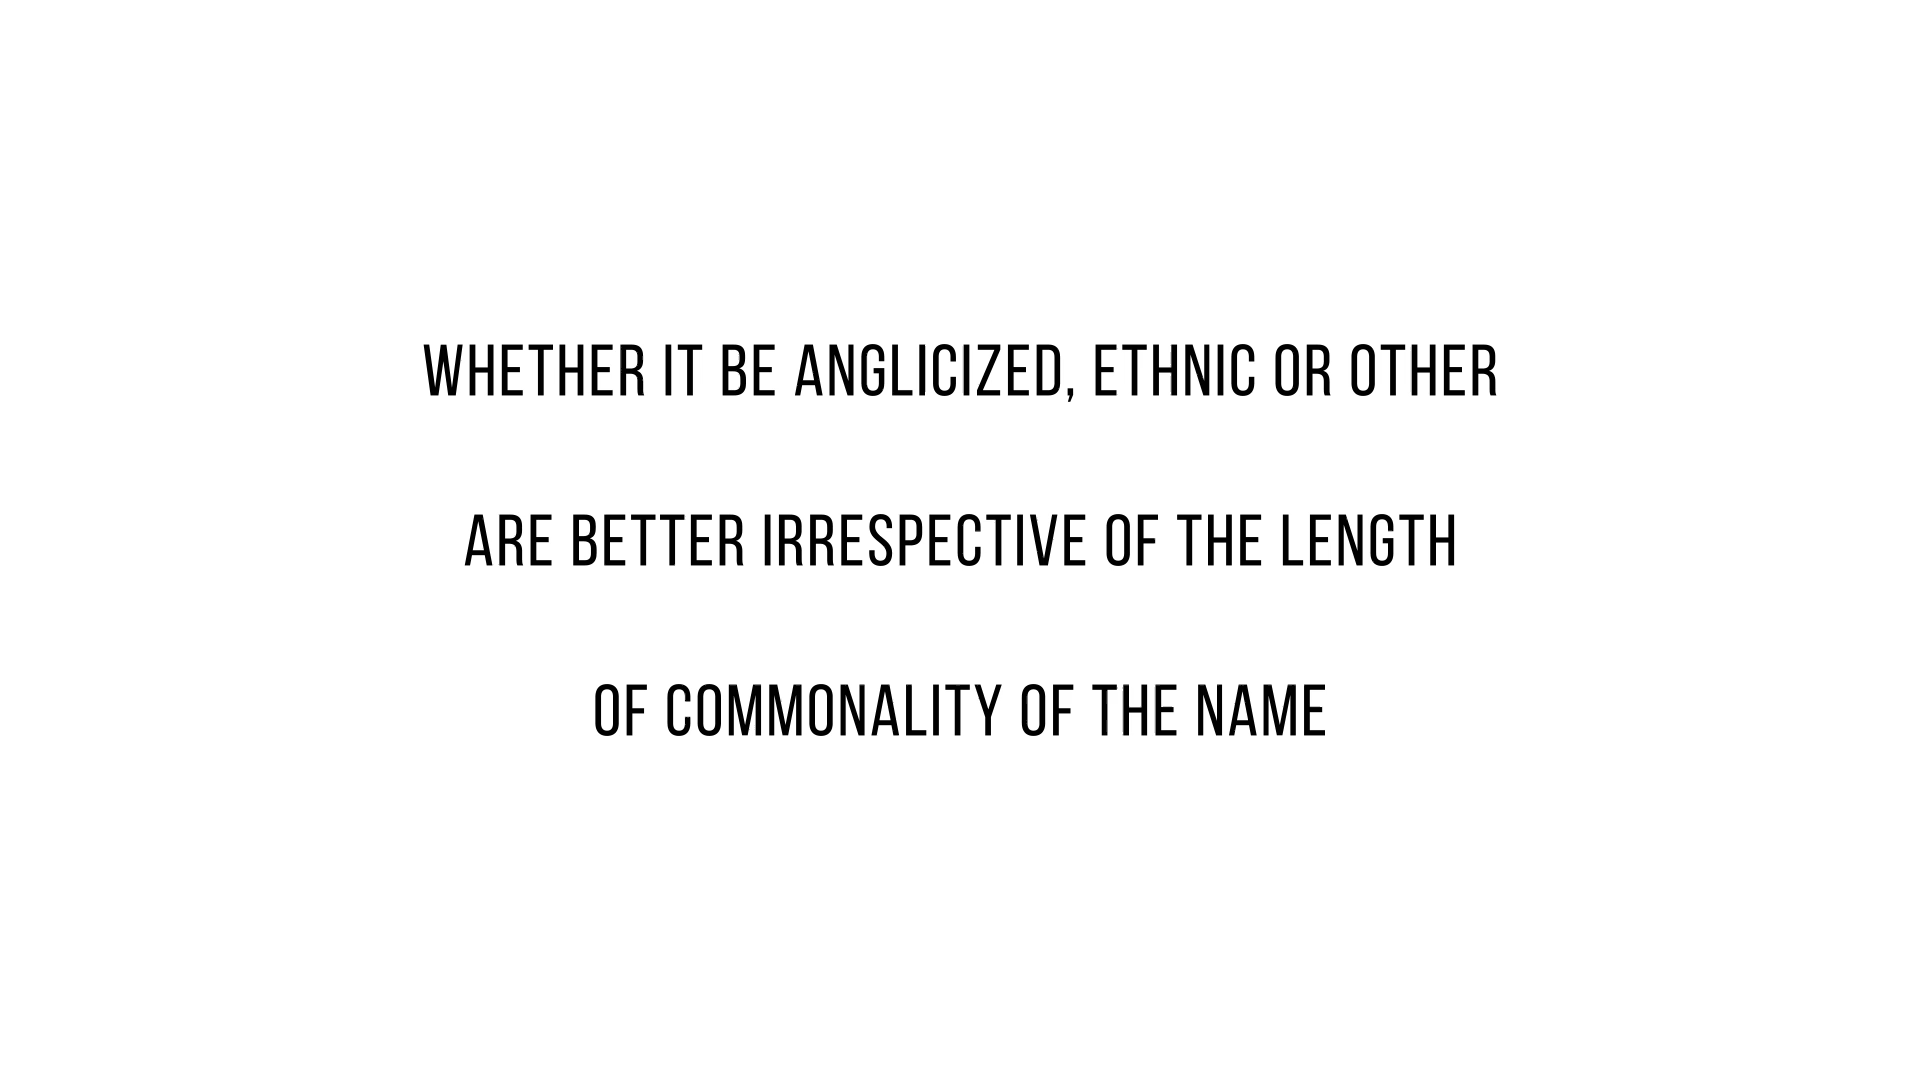 WHETHER IT BE ANGLICIZED, ETHNIC OR OTHER
ARE BETTER IRRESPECTIVE OF THE LENGTH
OF COMMONALITY OF THE NAME